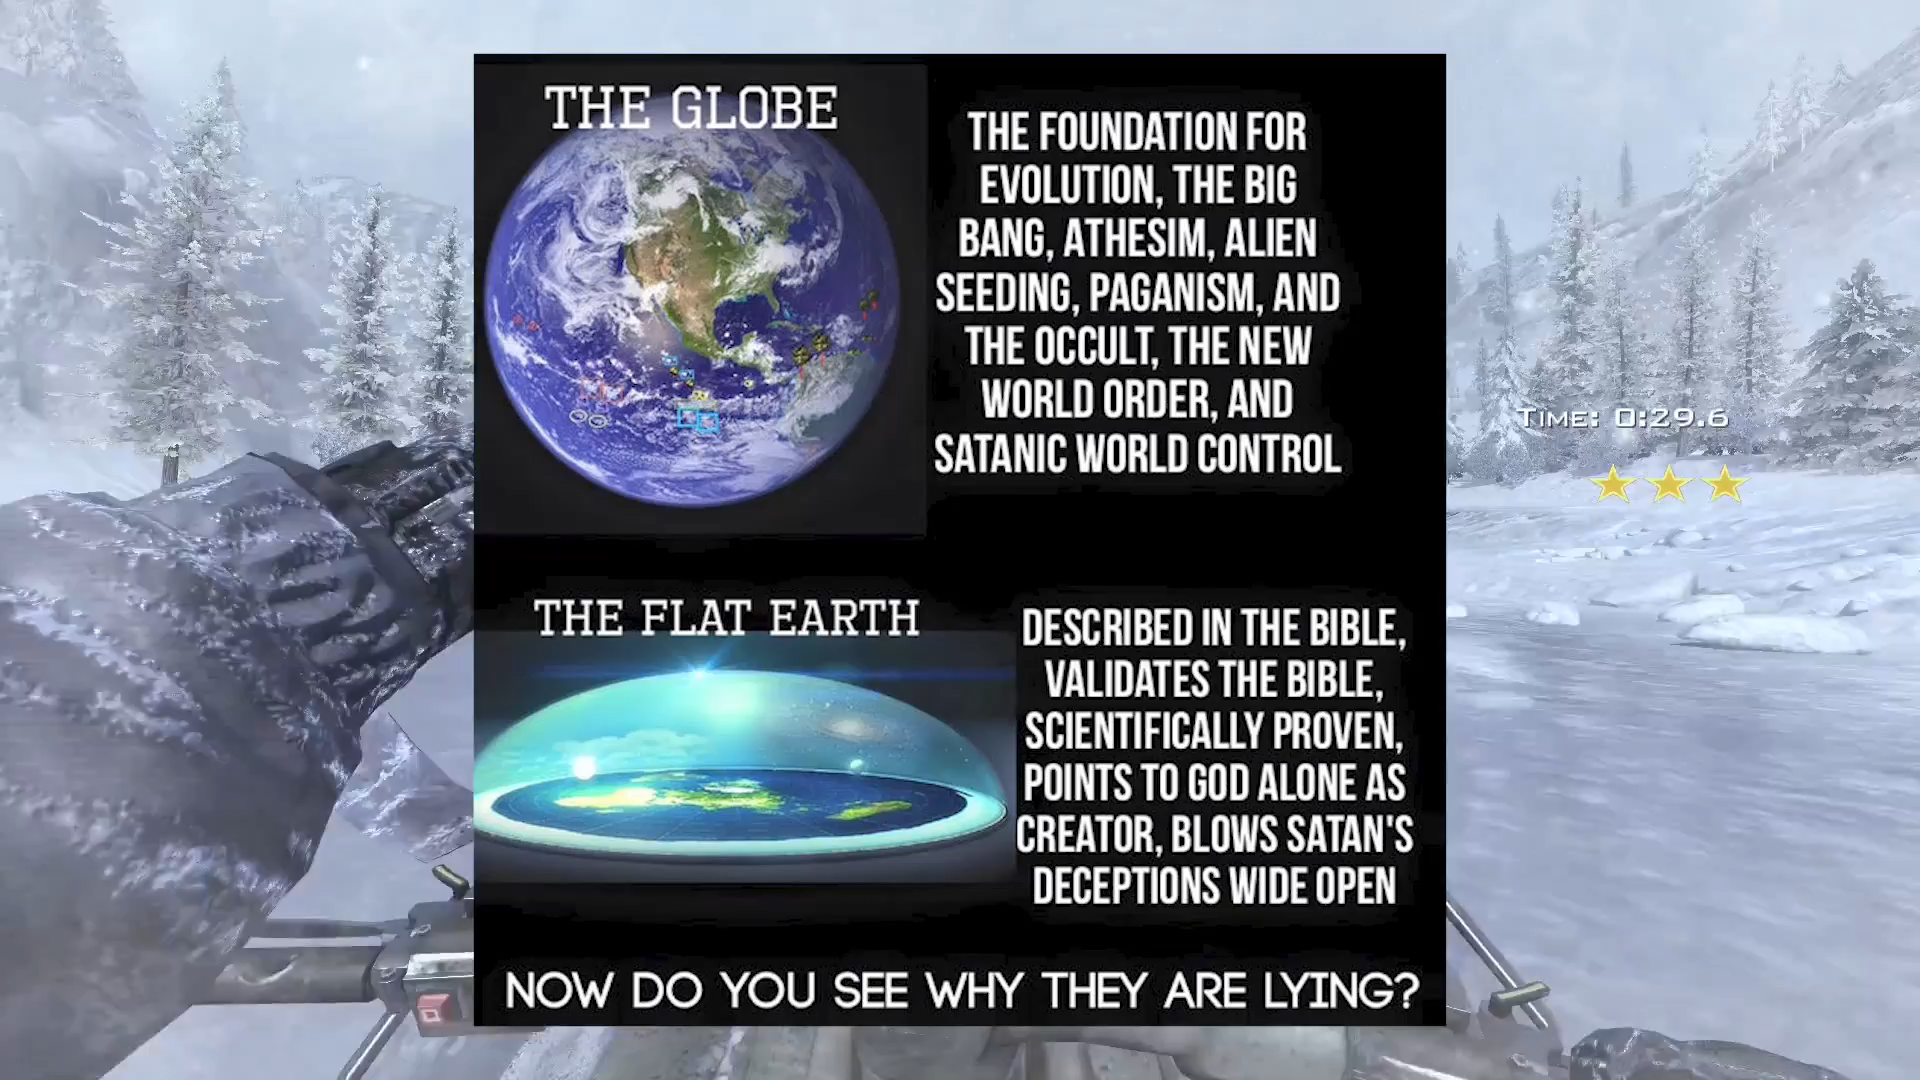 THE GLOBE
THE FOUNDATION FOR
EVOLUTION, THE BIG
BANG, ATHESIM, ALIEN
SEEDING, PAGANISM, AND
THE OCCULT, THE NEW
WORLD ORDER, AND
SATANIC WORLD CONTROL
TIME: 0:29.6
THE FLAT EARTH
DESCRIBED IN THE BIBLE,
VALIDATES THE BIBLE,
SCIENTIFICALLY PROVEN,
POINTS TO GOD ALONE AS
CREATOR, BLOWS SATAN'S
DECEPTIONS WIDE OPEN
NOW DO YOU SEE WHY THEY ARE LYING?